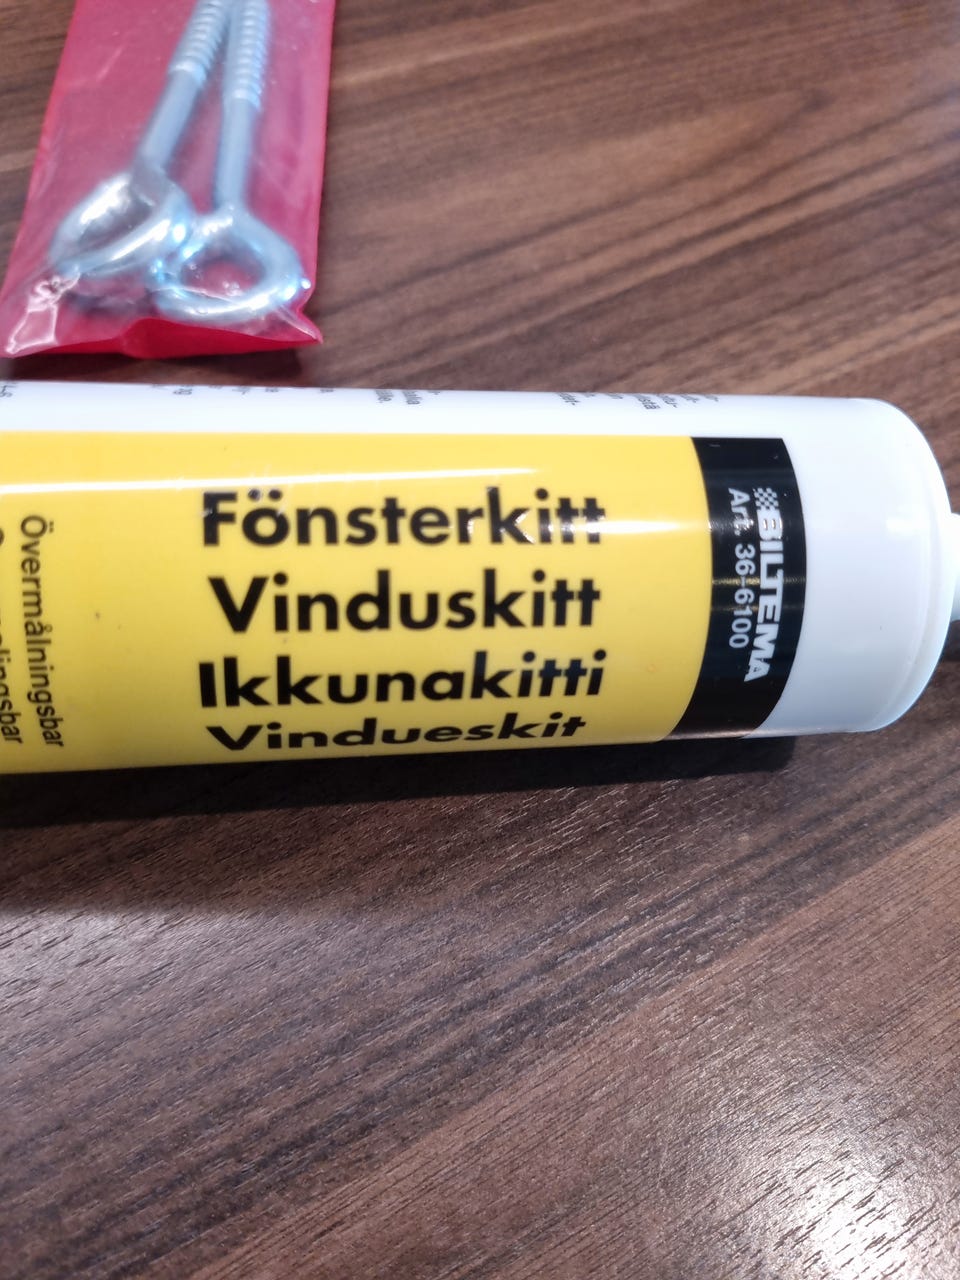 Fönsterkitt
Vinduskitt
Ikkunakitti
Vindueskit
BILTEMA
Art. 36-6100
Övermålningsbar